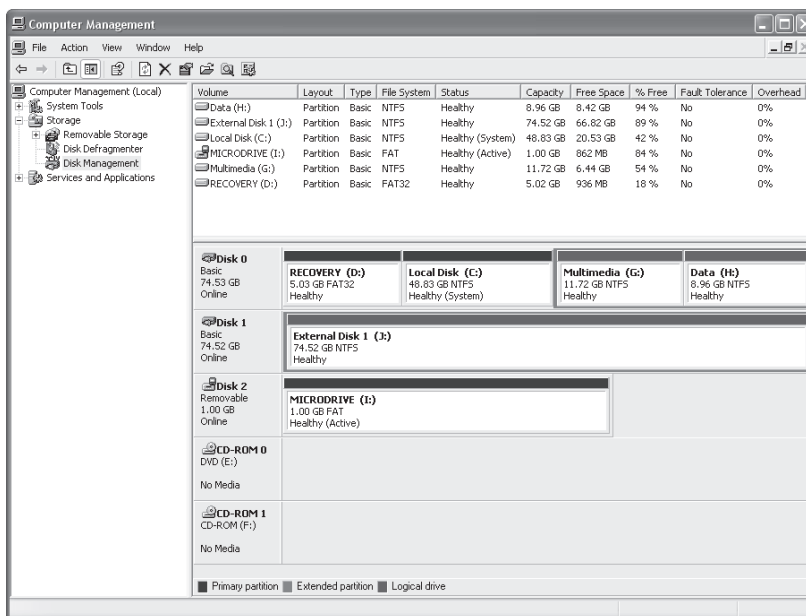 Computer Management
File Action View Window Help
Computer Management (Local)
System Tools
Storage
Removable Storage
Disk Defragmenter
Disk Management
Services and Applications
Volume Layout Type File System Status Capacity Free Space % Free Fault Tolerance Overhead
Data (H:) Partition Basic NTFS Healthy 8.96 GB 8.42 GB 94 % No 0%
External Disk 1 (J:) Partition Basic NTFS Healthy 74.52 GB 66.82 GB 89 % No 0%
Local Disk (C:) Partition Basic NTFS Healthy (System) 48.83 GB 20.53 GB 42 % No 0%
MICRODRIVE (I:) Partition Basic FAT Healthy (Active) 1.00 GB 862 MB 84 % No 0%
Multimedia (G:) Partition Basic NTFS Healthy 11.72 GB 6.44 GB 54 % No 0%
RECOVERY (D:) Partition Basic FAT32 Healthy 5.02 GB 936 MB 18 % No 0%
Disk 0
Basic
74.53 GB
Online
RECOVERY (D:)
5.03 GB FAT32
Healthy
Local Disk (C:)
48.83 GB NTFS
Healthy (System)
Multimedia (G:)
11.72 GB NTFS
Healthy
Data (H:)
8.96 GB NTFS
Healthy
Disk 1
Basic
74.52 GB
Online
External Disk 1 (J:)
74.52 GB NTFS
Healthy
Disk 2
Removable
1.00 GB
Online
MICRODRIVE (I:)
1.00 GB FAT
Healthy (Active)
CD-ROM 0
DVD (E:)
No Media
CD-ROM 1
CD-ROM (F:)
No Media
Primary partition Extended partition Logical drive